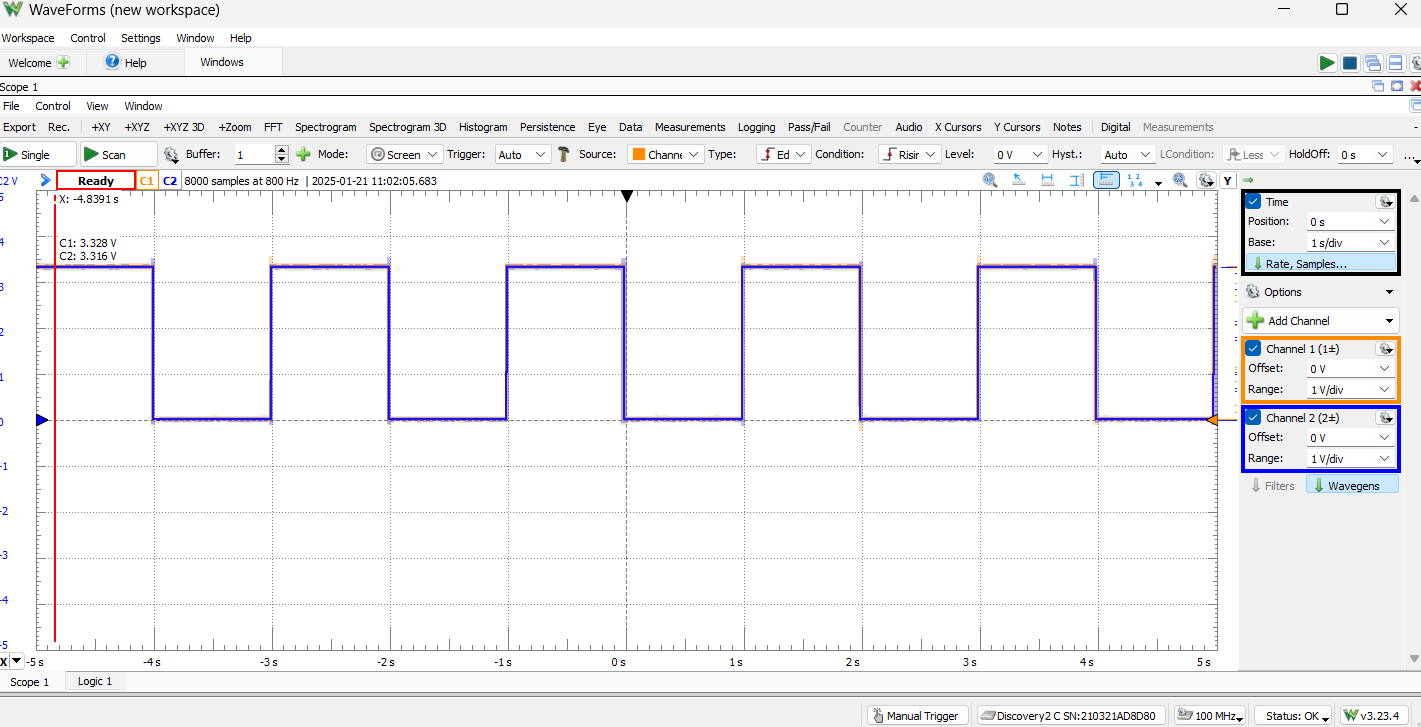 WaveForms (new workspace)
Workspace Control Settings Window Help
Welcome Help Windows
Scope 1
File Control View Window
Export Rec. +XY +XYZ +XYZ 3D +Zoom FFT Spectrogram Spectrogram 3D Histogram Persistence Eye Data Measurements Logging Pass/Fail Counter Audio X Cursors Y Cursors Notes Digital Measurements
Single Scan Buffer: 1 Mode: Screen Trigger: Auto Source: Channe Type: Ed Condition: Risir Level: 0 V Hyst.: Auto LCondition: Less HoldOff: 0 s ...
C2 V Ready C1 C2 8000 samples at 800 Hz | 2025-01-21 11:02:05.683 Y
X: -4.8391 s
C1: 3.328 V
C2: 3.316 V
5
4
3
2
1
0
-1
-2
-3
-4
-5
X -5 s -4 s -3 s -2 s -1 s 0 s 1 s 2 s 3 s 4 s 5 s
Time
Position: 0 s
Base: 1 s/div
Rate, Samples...
Options
Add Channel
Channel 1 (1±)
Offset: 0 V
Range: 1 V/div
Channel 2 (2±)
Offset: 0 V
Range: 1 V/div
Filters Wavegens
Scope 1 Logic 1
Manual Trigger Discovery2 C SN:210321AD8D80 100 MHz Status: OK v3.23.4